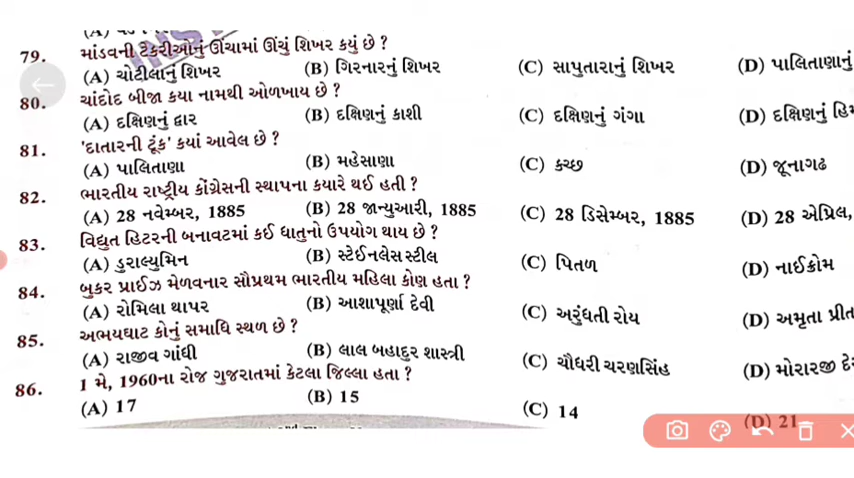 79. માંડવની ટેકરીઓનું ઊંચામાં ઊંચું શિખર કયું છે ?
(A) ચોટીલાનું શિખર (B) ગિરનારનું શિખર (C) સાપુતારાનું શિખર (D) પાલિતાણાનું
80. ચાંદોદ બીજા કયા નામથી ઓળખાય છે ?
(A) દક્ષિણનું દ્વાર (B) દક્ષિણનું કાશી (C) દક્ષિણનું ગંગા (D) દક્ષિણનું
81. 'દાતારની ટૂંક' કયાં આવેલ છે ?
(A) પાલિતાણા (B) મહેસાણા (C) કચ્છ (D) જૂનાગઢ
82. ભારતીય રાષ્ટ્રીય કોંગ્રેસની સ્થાપના કયારે થઈ હતી ?
(A) 28 નવેમ્બર, 1885 (B) 28 જાન્યુઆરી, 1885 (C) 28 ડિસેમ્બર, 1885 (D) 28 એપ્રિલ,
83. વિદ્યુત હિટરની બનાવટમાં કઈ ધાતુનો ઉપયોગ થાય છે ?
(A) ડુરાલ્યુમિન (B) સ્ટેઈનલેસ સ્ટીલ (C) પિતળ (D) નાઈક્રોમ
84. બુકર પ્રાઈઝ મેળવનાર સૌપ્રથમ ભારતીય મહિલા કોણ હતા ?
(A) રોમિલા થાપર (B) આશાપૂર્ણા દેવી (C) અરુંધતી રોય (D) અમૃતા
85. અભયઘાટ કોનું સમાધિ સ્થળ છે ?
(A) રાજીવ ગાંધી (B) લાલ બહાદુર શાસ્ત્રી (C) ચૌધરી ચરણસિંહ (D) મોરારજી
86. 1 મે, 1960ના રોજ ગુજરાતમાં કેટલા જિલ્લા હતા ?
(A) 17 (B) 15 (C) 14 (D) 21